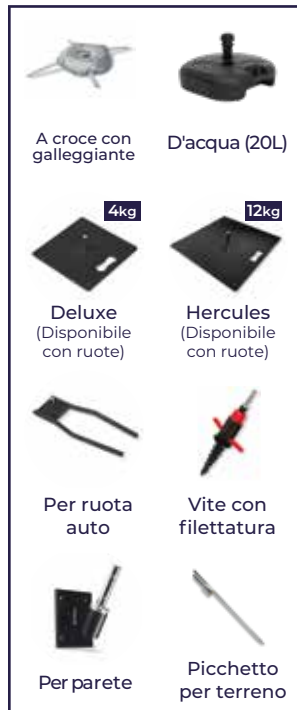 A croce con
galleggiante
D'acqua (20L)
4kg
12kg
Deluxe
(Disponibile
con ruote)
Hercules
(Disponibile
con ruote)
Per ruota
auto
Vite con
filettatura
Per parete
Picchetto
per terreno